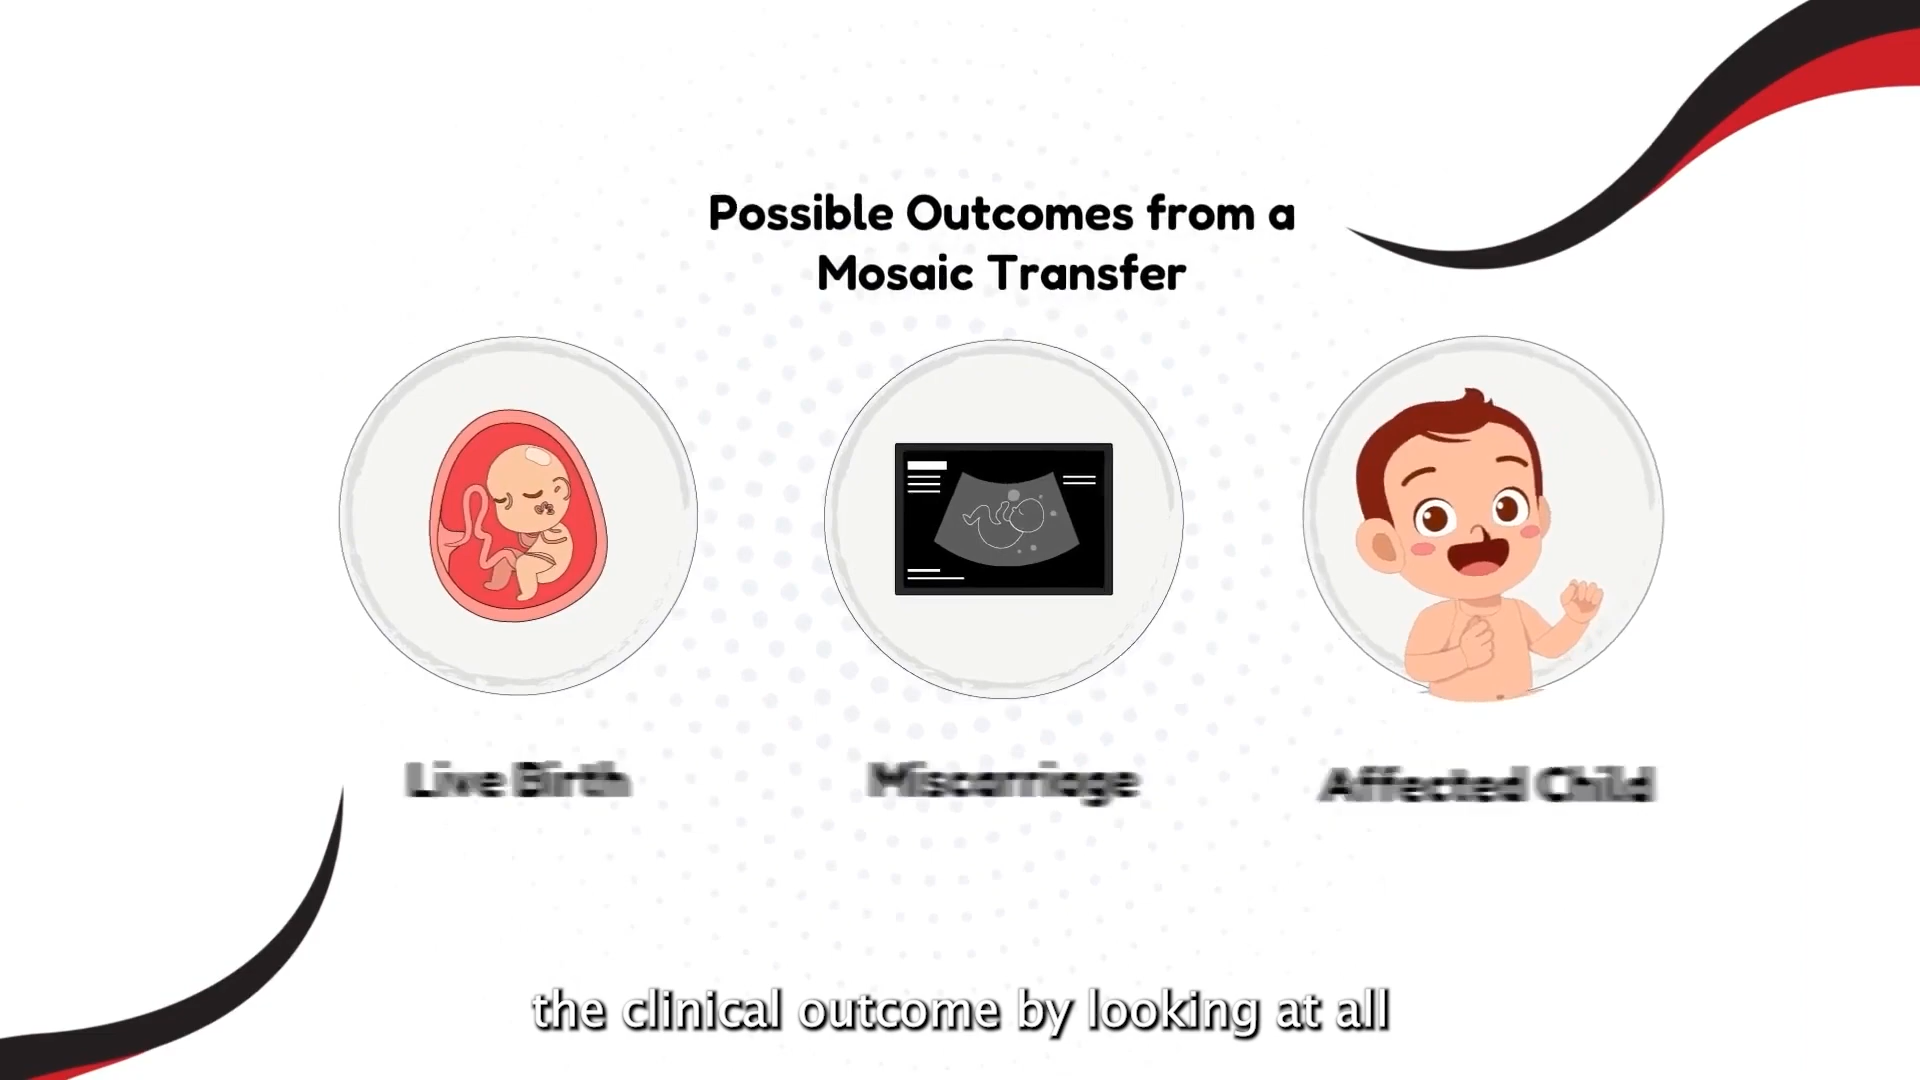 Possible Outcomes from a
Mosaic Transfer
Live Birth
Miscarriage
Affected Child
the clinical outcome by looking at all